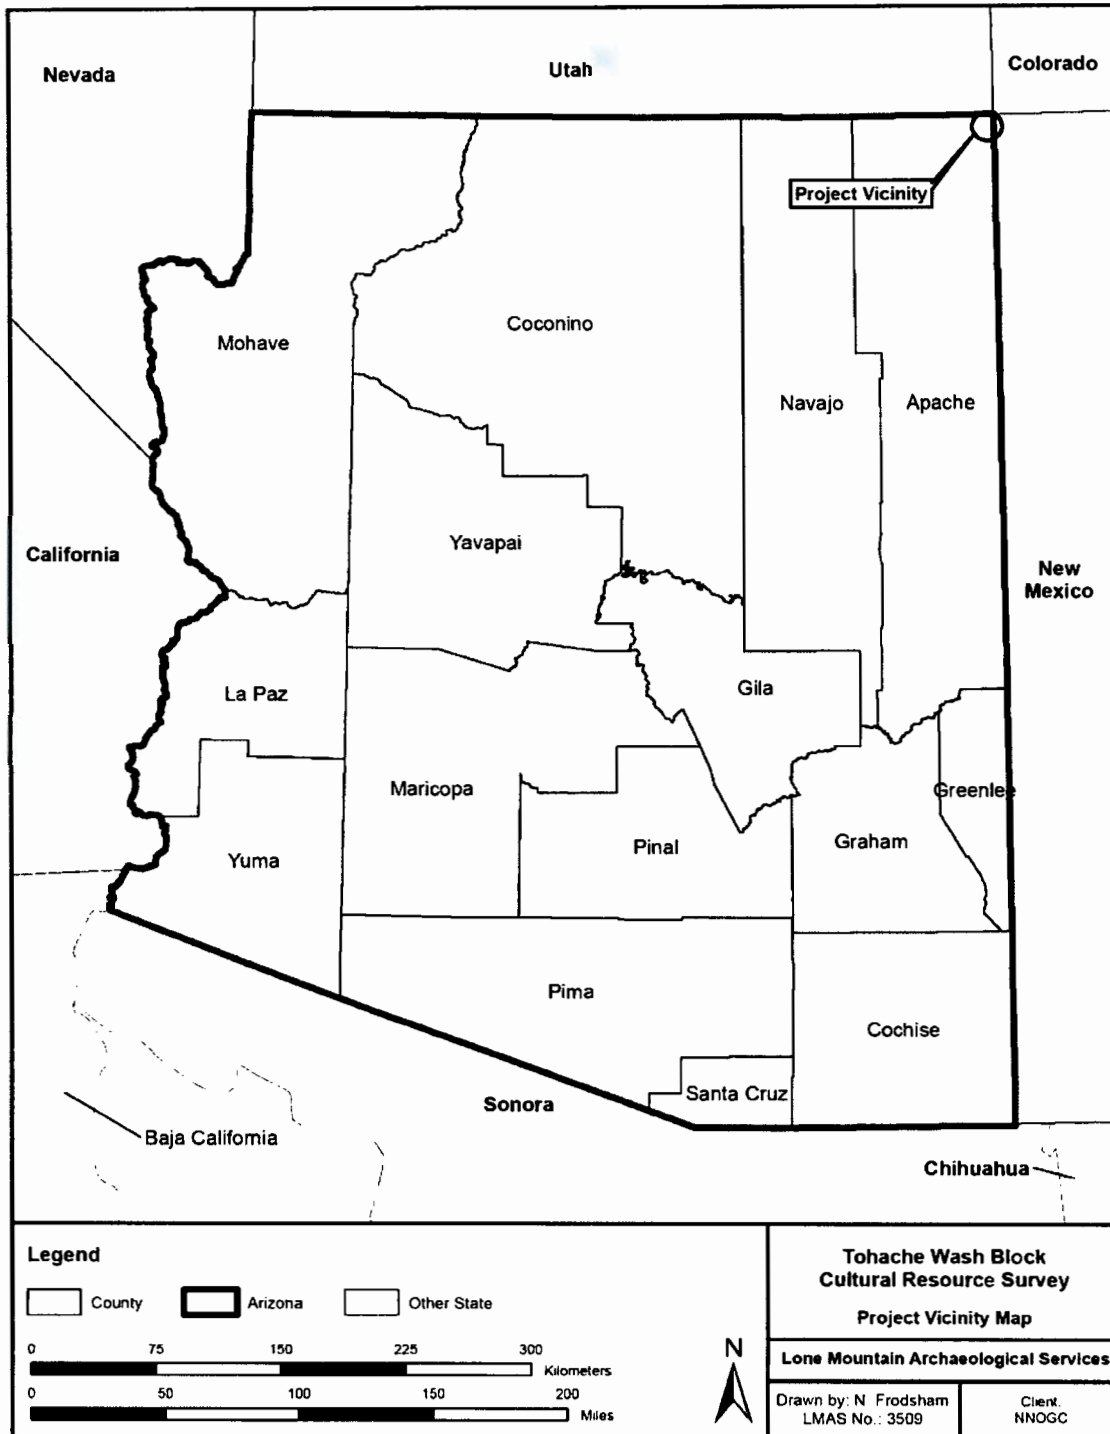 Nevada
Utah
Colorado
Project Vicinity
Mohave
Coconino
Navajo
Apache
California
Yavapai
New
Mexico
La Paz
Gila
Maricopa
Greenlee
Pinal
Graham
Yuma
Pima
Cochise
Santa Cruz
Sonora
Baja California
Chihuahua
Legend
County
Arizona
Other State
0 75 150 225 300
Kilometers
0 50 100 150 200
Miles
N
Tohache Wash Block
Cultural Resource Survey
Project Vicinity Map
Lone Mountain Archaeological Services
Drawn by: N Frodsham
LMAS No.: 3509
Client.
NNOGC